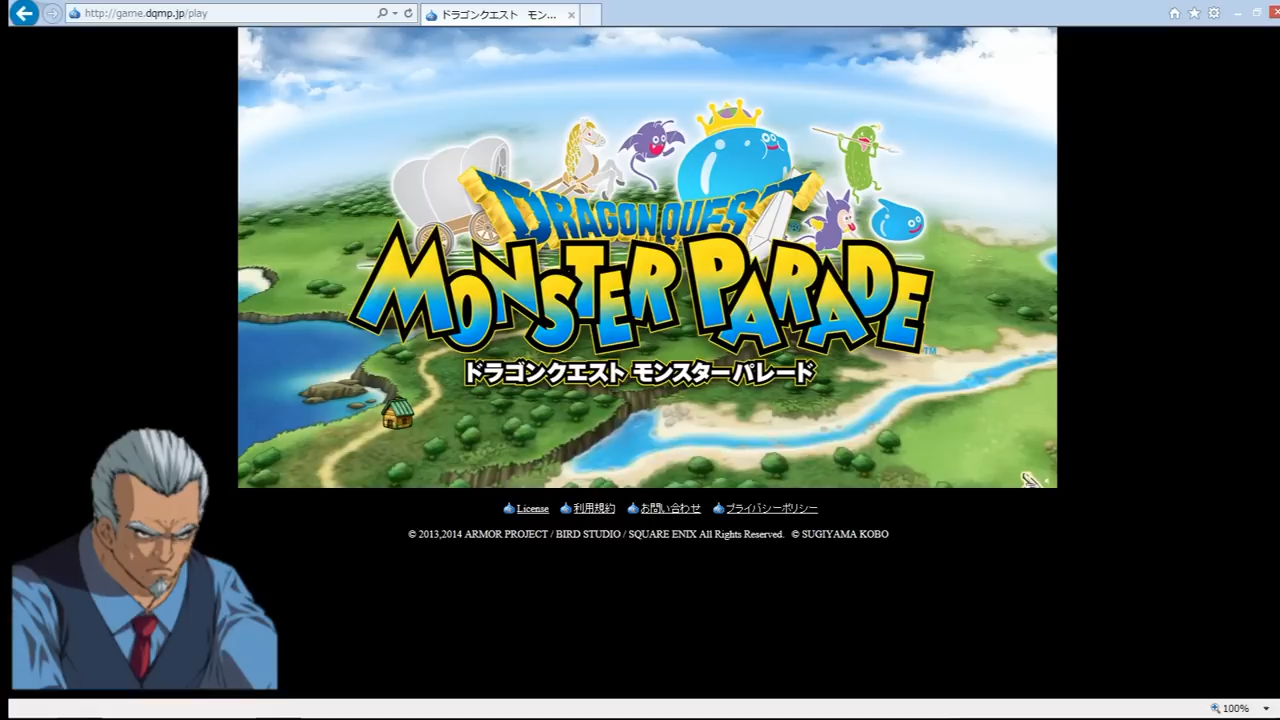 http://game.dqmp.jp/play
ドラゴンクエスト　モン...
DRAGON QUEST
MONSTER PARADE™
ドラゴンクエスト モンスターパレード
License 利用規約 お問い合わせ プライバシーポリシー
© 2013,2014 ARMOR PROJECT / BIRD STUDIO / SQUARE ENIX All Rights Reserved. © SUGIYAMA KOBO
100%